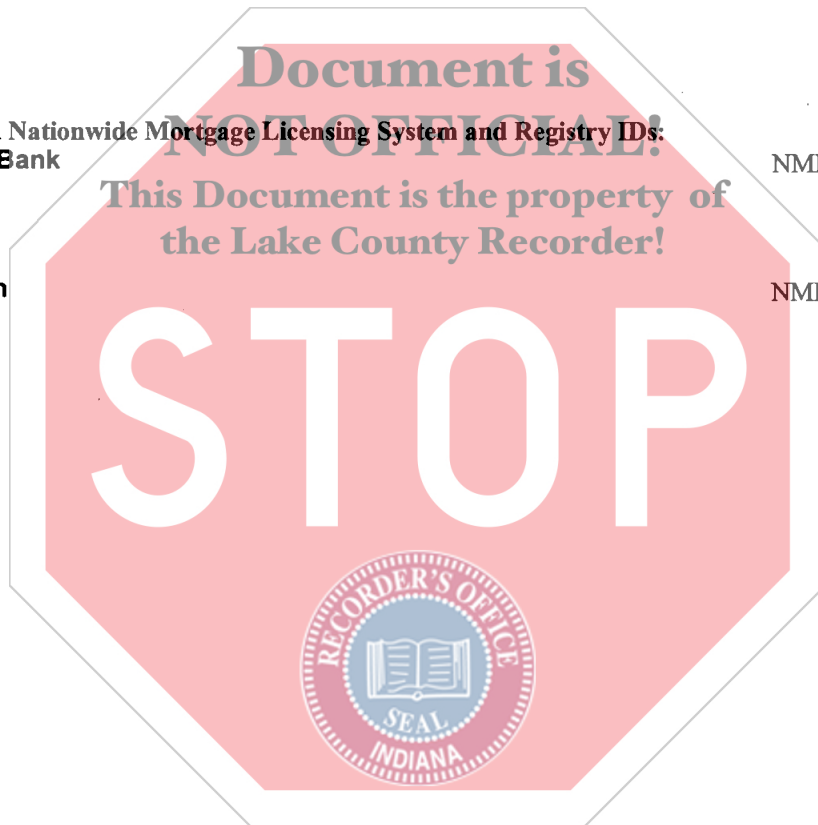 Document is
Nationwide Mortgage Licensing System and Registry IDs:
NOT OFFICIAL!
Bank
This Document is the property of
the Lake County Recorder!
STOP
RECORDER'S OFFICE
SEAL
INDIANA